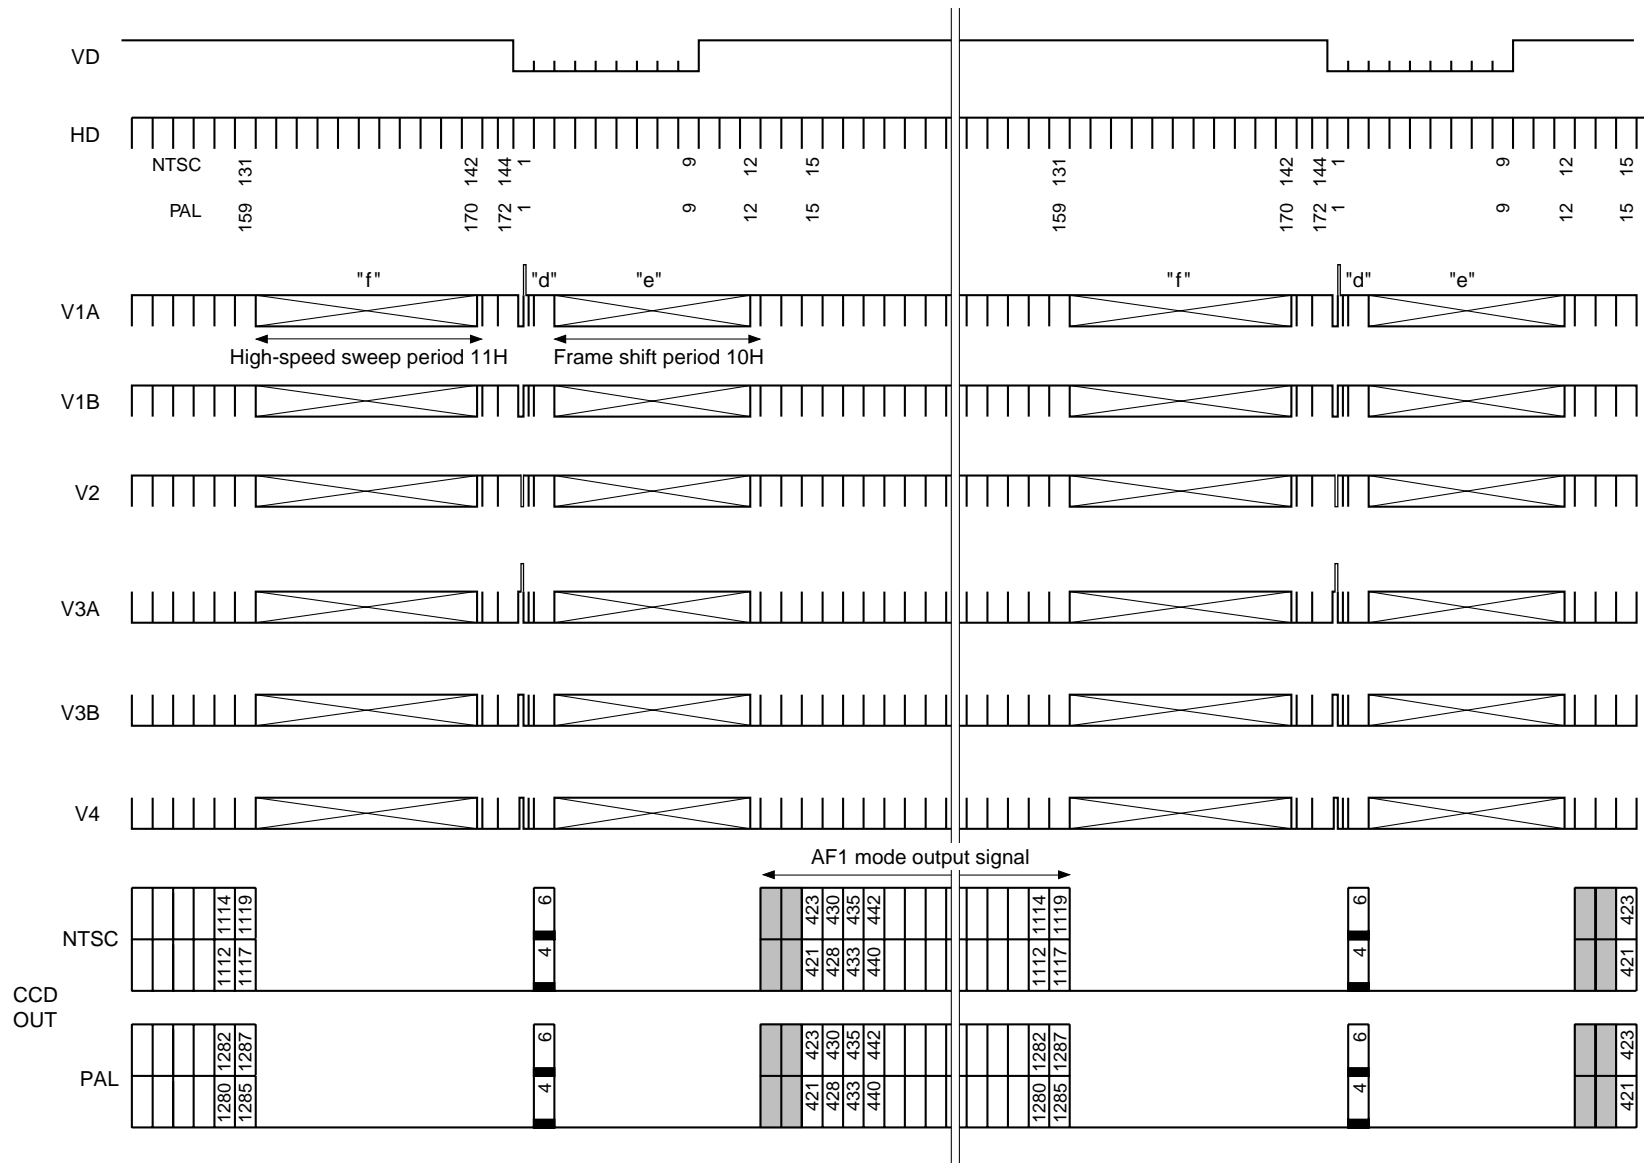 VD
HD
NTSC 131 142 144 1 9 12 15 131 142 144 1 9 12 15
PAL 159 170 172 1 9 12 15 159 170 172 1 9 12 15
"f" "d" "e" "f" "d" "e"
V1A
High-speed sweep period 11H Frame shift period 10H
V1B
V2
V3A
V3B
V4
AF1 mode output signal
CCD OUT
NTSC
1114 1119 6 423 430 435 442 1114 1119 6 423
1112 1117 4 421 428 433 440 1112 1117 4 421
PAL
1282 1287 6 423 430 435 442 1282 1287 6 423
1280 1285 4 421 428 433 440 1280 1285 4 421